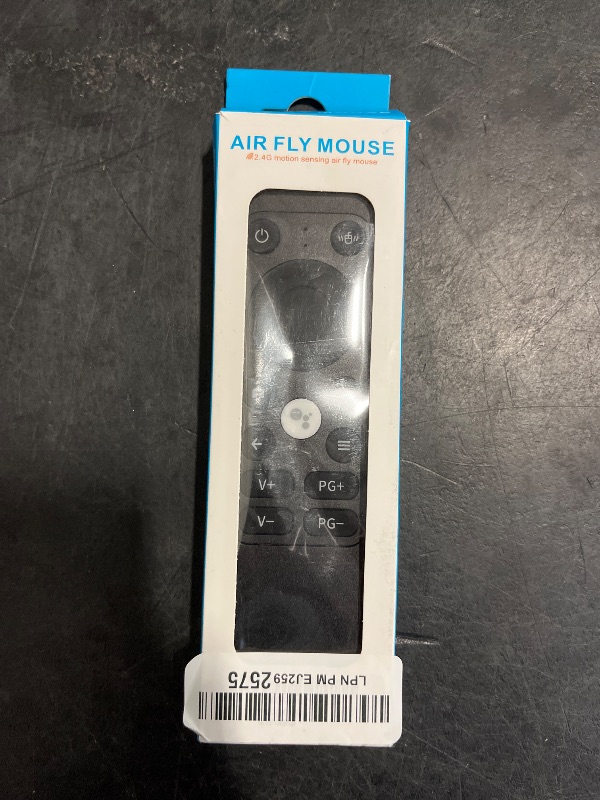 AIR FLY MOUSE
2.4G motion sensing air fly mouse
V+ PG+
V- PG-
LPN PM EJ259 2575